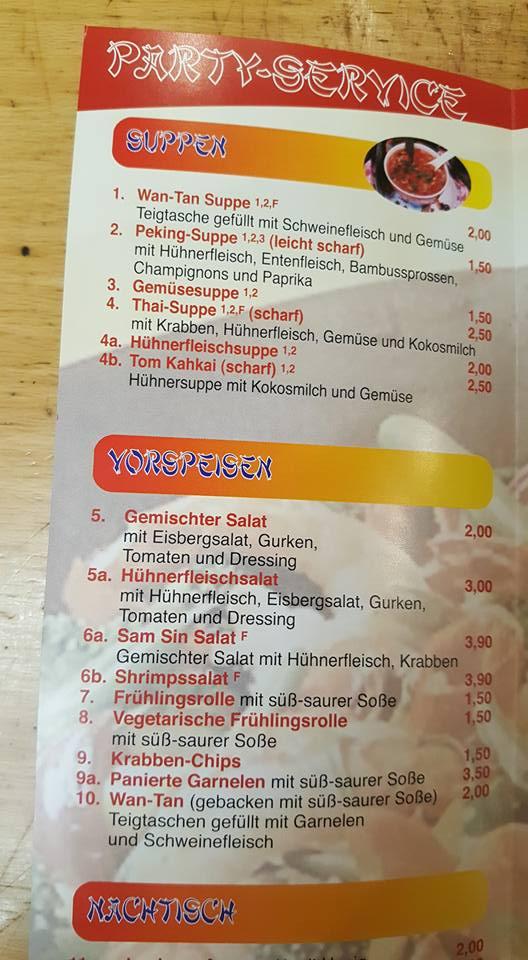 PARTY-SERVICE
SUPPEN
1. Wan-Tan Suppe 1,2,F
Teigtasche gefüllt mit Schweinefleisch und Gemüse 2,00
2. Peking-Suppe 1,2,3 (leicht scharf)
mit Hühnerfleisch, Entenfleisch, Bambussprossen, 1,50
Champignons und Paprika
3. Gemüsesuppe 1,2 1,50
4. Thai-Suppe 1,2,F (scharf) 2,50
mit Krabben, Hühnerfleisch, Gemüse und Kokosmilch
4a. Hühnerfleischsuppe 1,2 2,00
4b. Tom Kahkai (scharf) 1,2 2,50
Hühnersuppe mit Kokosmilch und Gemüse
VORSPEISEN
5. Gemischter Salat 2,00
mit Eisbergsalat, Gurken,
Tomaten und Dressing
5a. Hühnerfleischsalat 3,00
mit Hühnerfleisch, Eisbergsalat, Gurken,
Tomaten und Dressing
6a. Sam Sin Salat F 3,90
Gemischter Salat mit Hühnerfleisch, Krabben
6b. Shrimpssalat F 3,90
7. Frühlingsrolle mit süß-saurer Soße 1,50
8. Vegetarische Frühlingsrolle 1,50
mit süß-saurer Soße
9. Krabben-Chips 1,50
9a. Panierte Garnelen mit süß-saurer Soße 3,50
10. Wan-Tan (gebacken mit süß-saurer Soße) 2,00
Teigtaschen gefüllt mit Garnelen
und Schweinefleisch
NACHTISCH
2,00